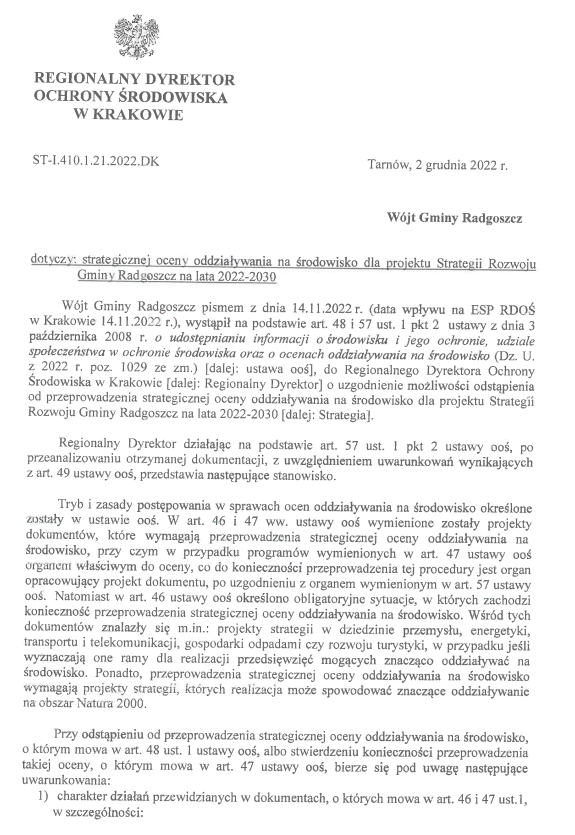 REGIONALNY DYREKTOR
OCHRONY ŚRODOWISKA
W KRAKOWIE
ST-I.410.1.21.2022.DK
Tarnów, 2 grudnia 2022 r.
Wójt Gminy Radgoszcz
dotyczy: strategicznej oceny oddziaływania na środowisko dla projektu Strategii Rozwoju
Gminy Radgoszcz na lata 2022-2030
Wójt Gminy Radgoszcz pismem z dnia 14.11.2022 r. (data wpływu na ESP RDOŚ
w Krakowie 14.11.2022 r.), wystąpił na podstawie art. 48 i 57 ust. 1 pkt 2 ustawy z dnia 3
października 2008 r. o udostępnianiu informacji o środowisku i jego ochronie, udziale
społeczeństwa w ochronie środowiska oraz o ocenach oddziaływania na środowisko (Dz. U.
z 2022 r. poz. 1029 ze zm.) [dalej: ustawa ooś], do Regionalnego Dyrektora Ochrony
Środowiska w Krakowie [dalej: Regionalny Dyrektor] o uzgodnienie możliwości odstąpienia
od przeprowadzenia strategicznej oceny oddziaływania na środowisko dla projektu Strategii
Rozwoju Gminy Radgoszcz na lata 2022-2030 [dalej: Strategia].
Regionalny Dyrektor działając na podstawie art. 57 ust. 1 pkt 2 ustawy ooś, po
przeanalizowaniu otrzymanej dokumentacji, z uwzględnieniem uwarunkowań wynikających
z art. 49 ustawy ooś, przedstawia następujące stanowisko.
Tryb i zasady postępowania w sprawach ocen oddziaływania na środowisko określone
zostały w ustawie ooś. W art. 46 i 47 ww. ustawy ooś wymienione zostały projekty
dokumentów, które wymagają przeprowadzenia strategicznej oceny oddziaływania na
środowisko, przy czym w przypadku programów wymienionych w art. 47 ustawy ooś
organem właściwym do oceny, co do konieczności przeprowadzenia tej procedury jest organ
opracowujący projekt dokumentu, po uzgodnieniu z organem wymienionym w art. 57 ustawy
ooś. Natomiast w art. 46 ustawy ooś określono obligatoryjne sytuacje, w których zachodzi
konieczność przeprowadzenia strategicznej oceny oddziaływania na środowisko. Wśród tych
dokumentów znalazły się m.in.: projekty strategii w dziedzinie przemysłu, energetyki,
transportu i telekomunikacji, gospodarki odpadami czy rozwoju turystyki, w przypadku jeśli
wyznaczają one ramy dla realizacji przedsięwzięć mogących znacząco oddziaływać na
środowisko. Ponadto, przeprowadzenia strategicznej oceny oddziaływania na środowisko
wymagają projekty strategii, których realizacja może spowodować znaczące oddziaływanie
na obszar Natura 2000.
Przy odstąpieniu od przeprowadzenia strategicznej oceny oddziaływania na środowisko,
o którym mowa w art. 48 ust. 1 ustawy ooś, albo stwierdzeniu konieczności przeprowadzenia
takiej oceny, o którym mowa w art. 47 ustawy ooś, bierze się pod uwagę następujące
uwarunkowania:
1) charakter działań przewidzianych w dokumentach, o których mowa w art. 46 i 47 ust.1,
w szczególności: